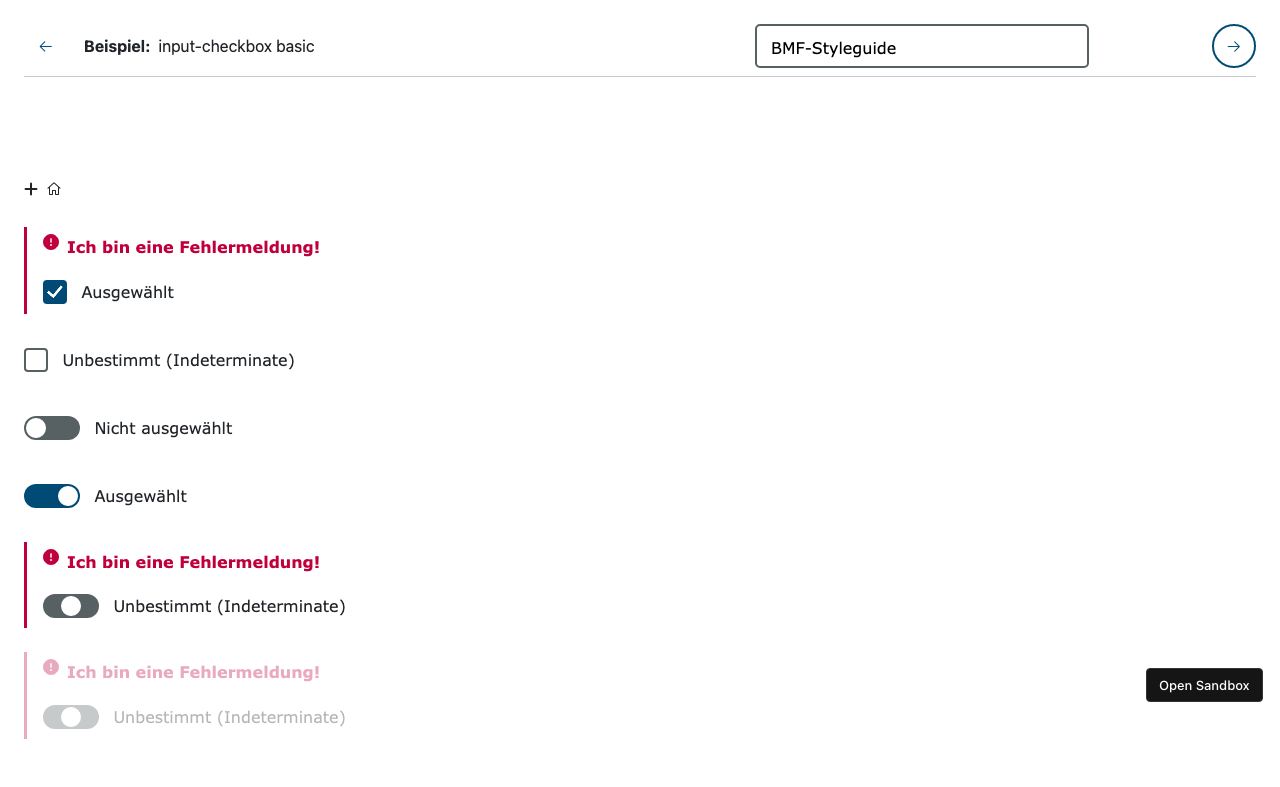 Beispiel: input-checkbox basic
BMF-Styleguide
Ich bin eine Fehlermeldung!
Ausgewählt
Unbestimmt (Indeterminate)
Nicht ausgewählt
Ausgewählt
Ich bin eine Fehlermeldung!
Unbestimmt (Indeterminate)
Ich bin eine Fehlermeldung!
Open Sandbox
Unbestimmt (Indeterminate)